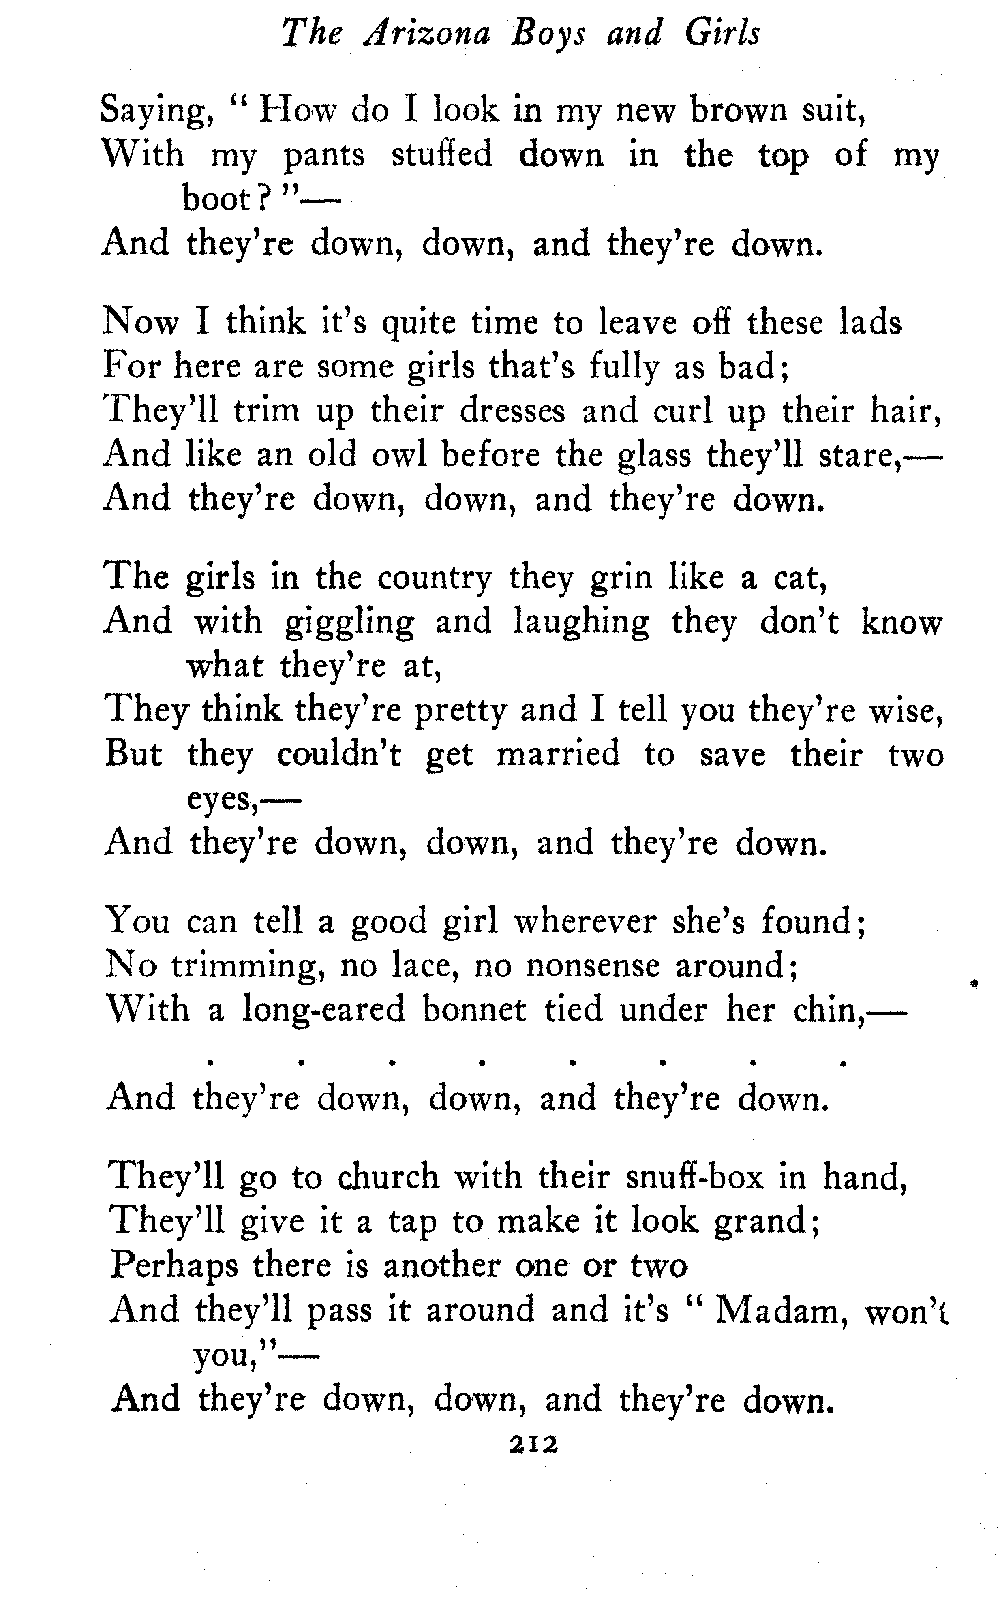 The Arizona Boys and Girls
Saying, " How do I look in my new brown suit,
With my pants stuffed down in the top of my
boot? "—
And they're down, down, and they're down.
Now I think it's quite time to leave off these lads
For here are some girls that's fully as bad;
They'll trim up their dresses and curl up their hair,
And like an old owl before the glass they'll stare,—
And they're down, down, and they're down.
The girls in the country they grin like a cat,
And with giggling and laughing they don't know
what they're at,
They think they're pretty and I tell you they're wise,
But they couldn't get married to save their two
eyes,—
And they're down, down, and they're down.
You can tell a good girl wherever she's found;
No trimming, no lace, no nonsense around;
With a long-eared bonnet tied under her chin,—
. . . . . . . .
And they're down, down, and they're down.
They'll go to church with their snuff-box in hand,
They'll give it a tap to make it look grand;
Perhaps there is another one or two
And they'll pass it around and it's " Madam, won't
you,"—
And they're down, down, and they're down.
212